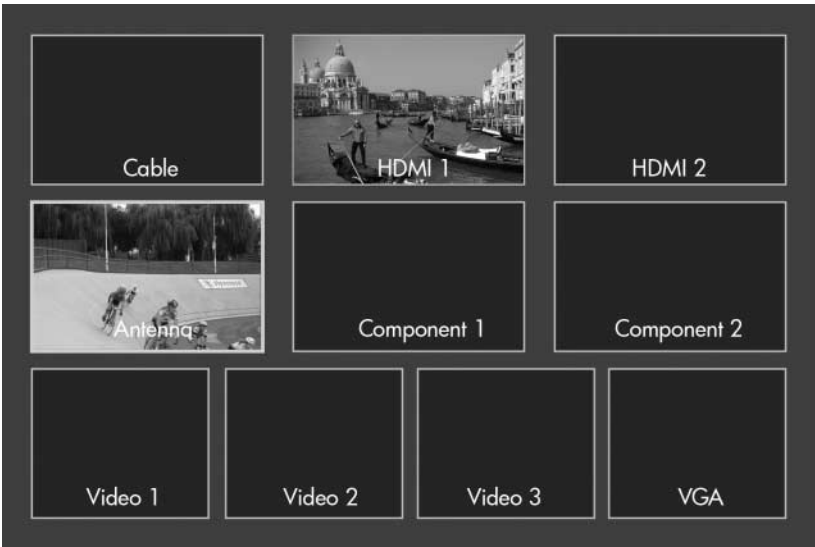 Cable
HDMI 1
HDMI 2
Antenna
Component 1
Component 2
Video 1
Video 2
Video 3
VGA